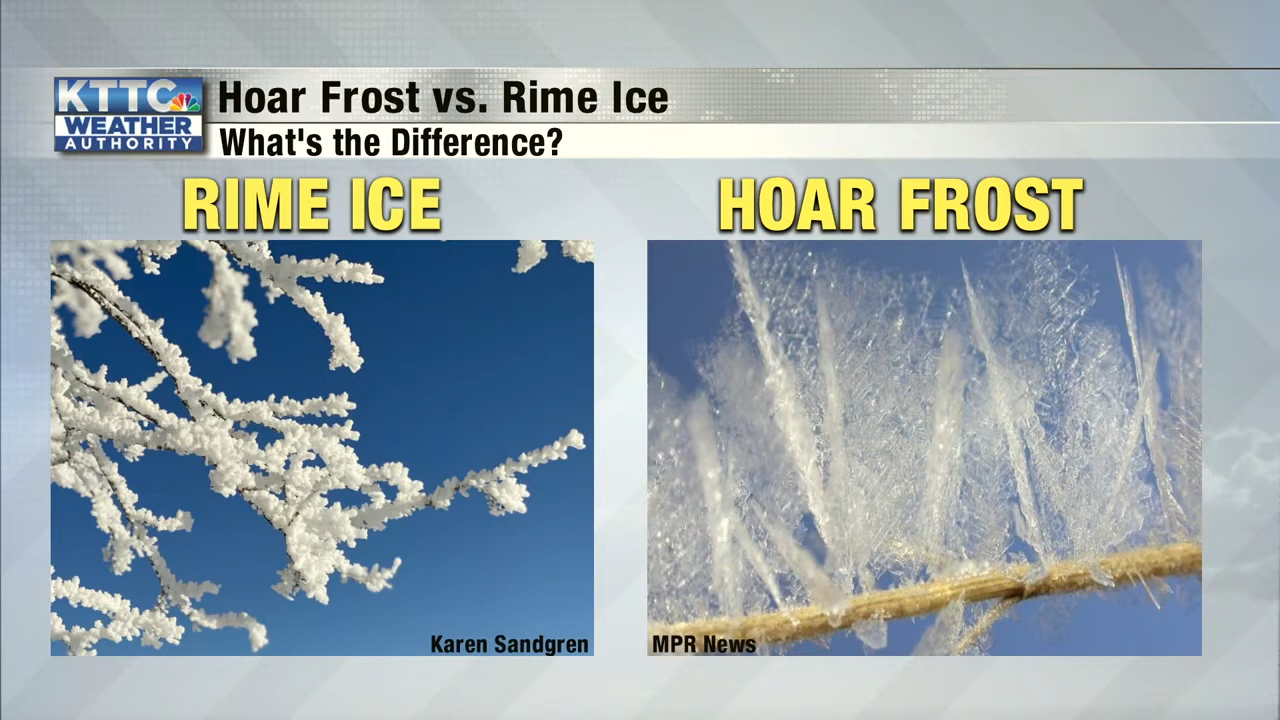 KTTC
WEATHER
AUTHORITY
Hoar Frost vs. Rime Ice
What's the Difference?
RIME ICE
HOAR FROST
Karen Sandgren
MPR News